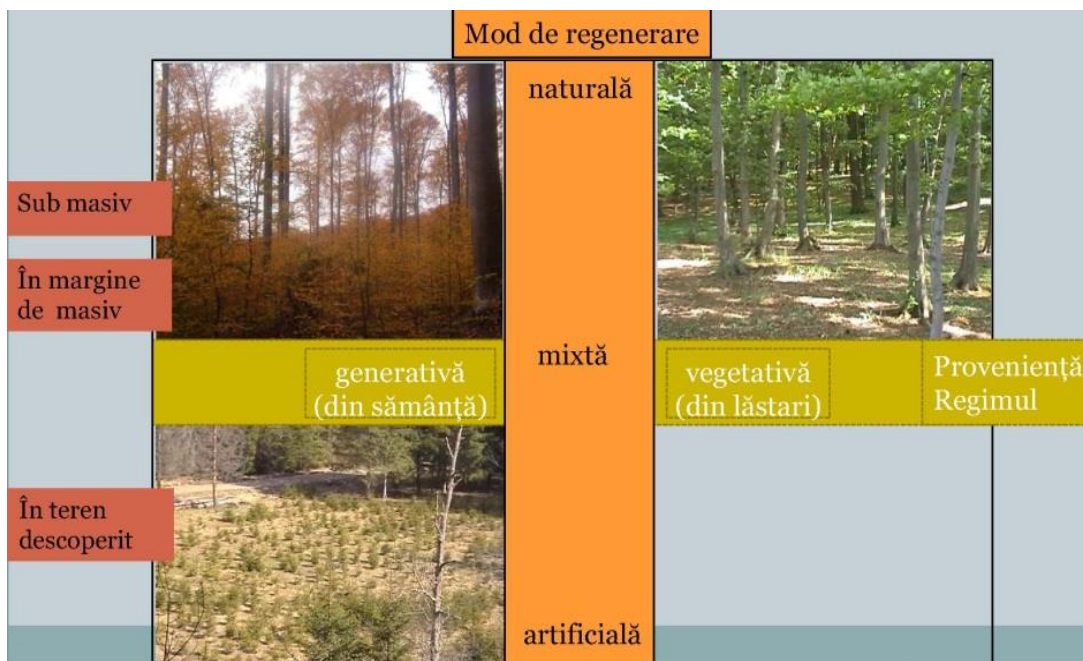 Mod de regenerare
naturală
Sub masiv
În margine
de masiv
mixtă
generativă
(din sămânță)
vegetativă
(din lăstari)
Proveniență
Regimul
În teren
descoperit
artificială